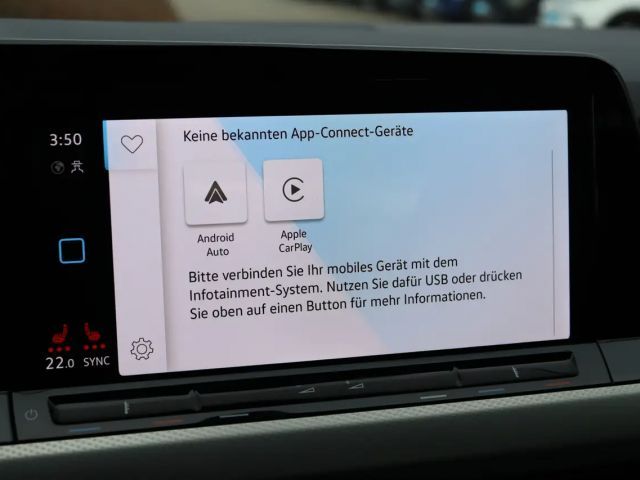 3:50
Keine bekannten App-Connect-Geräte
Android
Auto
Apple
CarPlay
Bitte verbinden Sie Ihr mobiles Gerät mit dem
Infotainment-System. Nutzen Sie dafür USB oder drücken
Sie oben auf einen Button für mehr Informationen.
22.0 SYNC